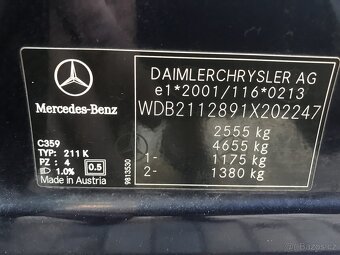 DAIMLERCHRYSLER AG
e1*2001/116*0213
WDB2112891X202247
Mercedes-Benz
2555 kg
4655 kg
1- 1175 kg
2- 1380 kg
C359
TYP: 211 K
PZ: 4
1.0% 0.5
Made in Austria
9813530